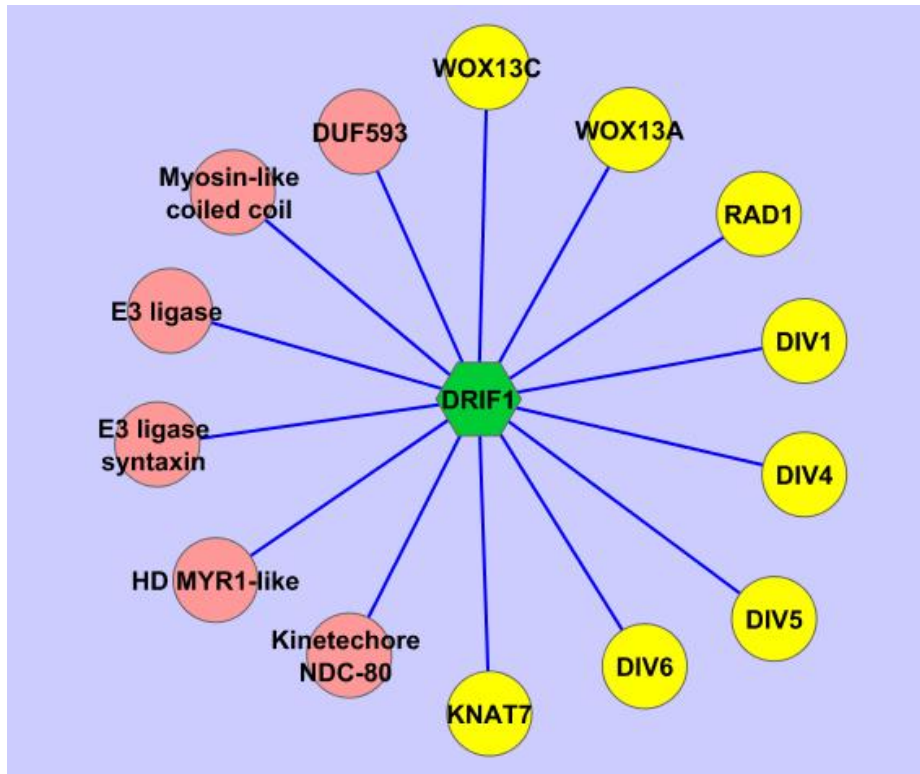 WOX13C
DUF593
WOX13A
Myosin-like
coiled coil
RAD1
E3 ligase
DIV1
DRIF1
E3 ligase
syntaxin
DIV4
HD MYR1-like
DIV5
Kinetechore
NDC-80
DIV6
KNAT7